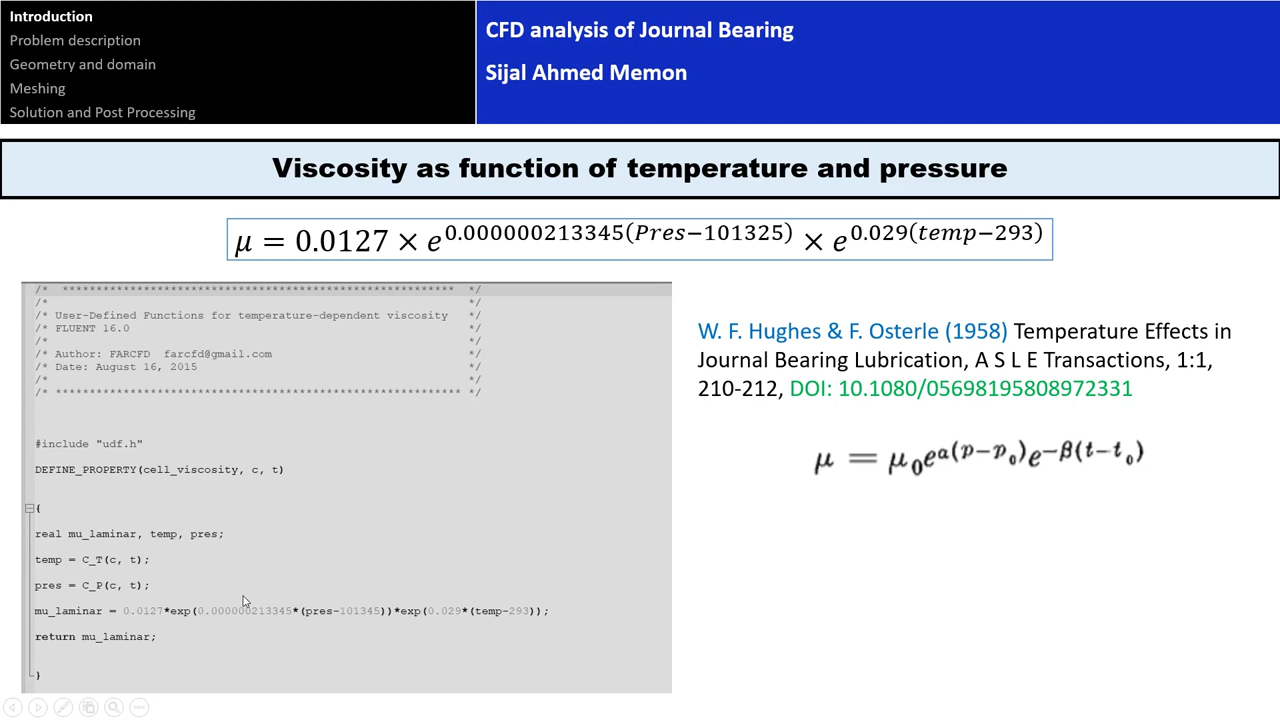 Introduction
Problem description
Geometry and domain
Meshing
Solution and Post Processing
CFD analysis of Journal Bearing
Sijal Ahmed Memon
Viscosity as function of temperature and pressure
μ = 0.0127 × e^0.000000213345(Pres−101325) × e^0.029(temp−293)
/* ********************************************************** */
/* */
/* User-Defined Functions for temperature-dependent viscosity
/* FLUENT 16.0 */
/* */
/* Author: FARCFD farcfd@gmail.com */
/* Date: August 16, 2015 */
/* */
/* ************************************************************ */
#include "udf.h"
DEFINE_PROPERTY(cell_viscosity, c, t)
{
real mu_laminar, temp, pres;
temp = C_T(c, t);
pres = C_P(c, t);
mu_laminar = 0.0127*exp(0.000000213345*(pres-101345))*exp(0.029*(temp-293));
return mu_laminar;
}
W. F. Hughes & F. Osterle (1958) Temperature Effects in
Journal Bearing Lubrication, A S L E Transactions, 1:1,
210-212, DOI: 10.1080/05698195808972331
μ = μ₀e^α(p−p₀)e^−β(t−t₀)